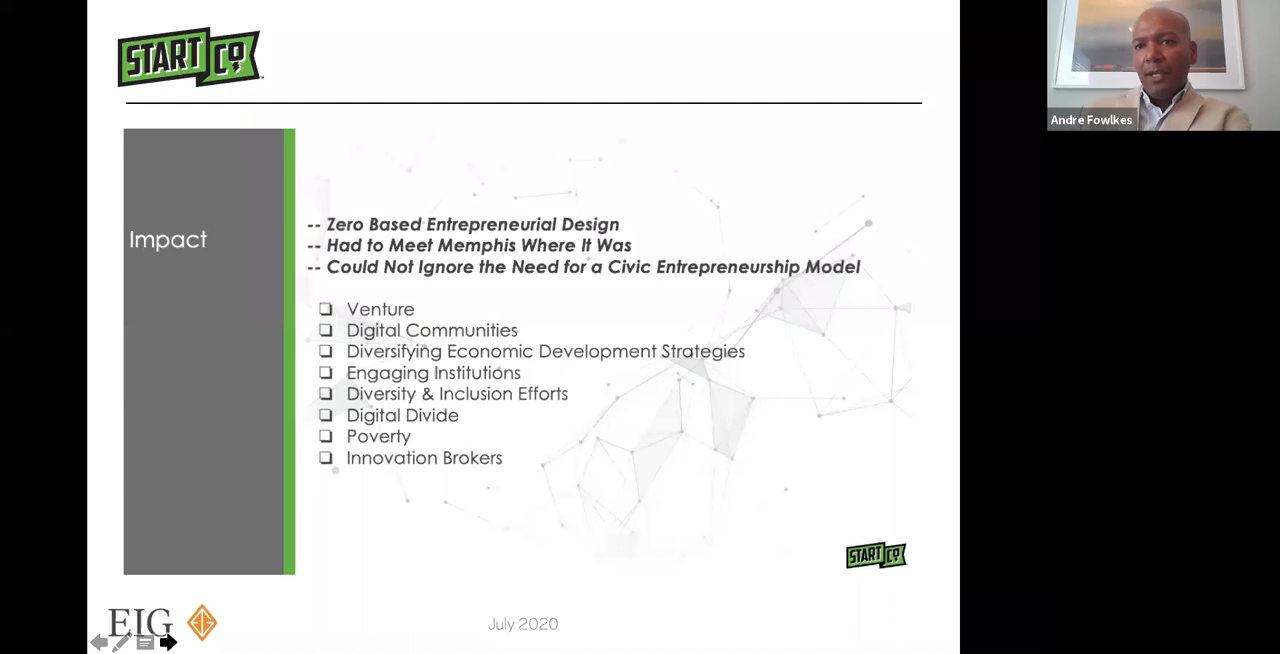 START CO.
Impact
-- Zero Based Entrepreneurial Design
-- Had to Meet Memphis Where It Was
-- Could Not Ignore the Need for a Civic Entrepreneurship Model
❑ Venture
❑ Digital Communities
❑ Diversifying Economic Development Strategies
❑ Engaging Institutions
❑ Diversity & Inclusion Efforts
❑ Digital Divide
❑ Poverty
❑ Innovation Brokers
START CO.
EIG
July 2020
Andre Fowlkes